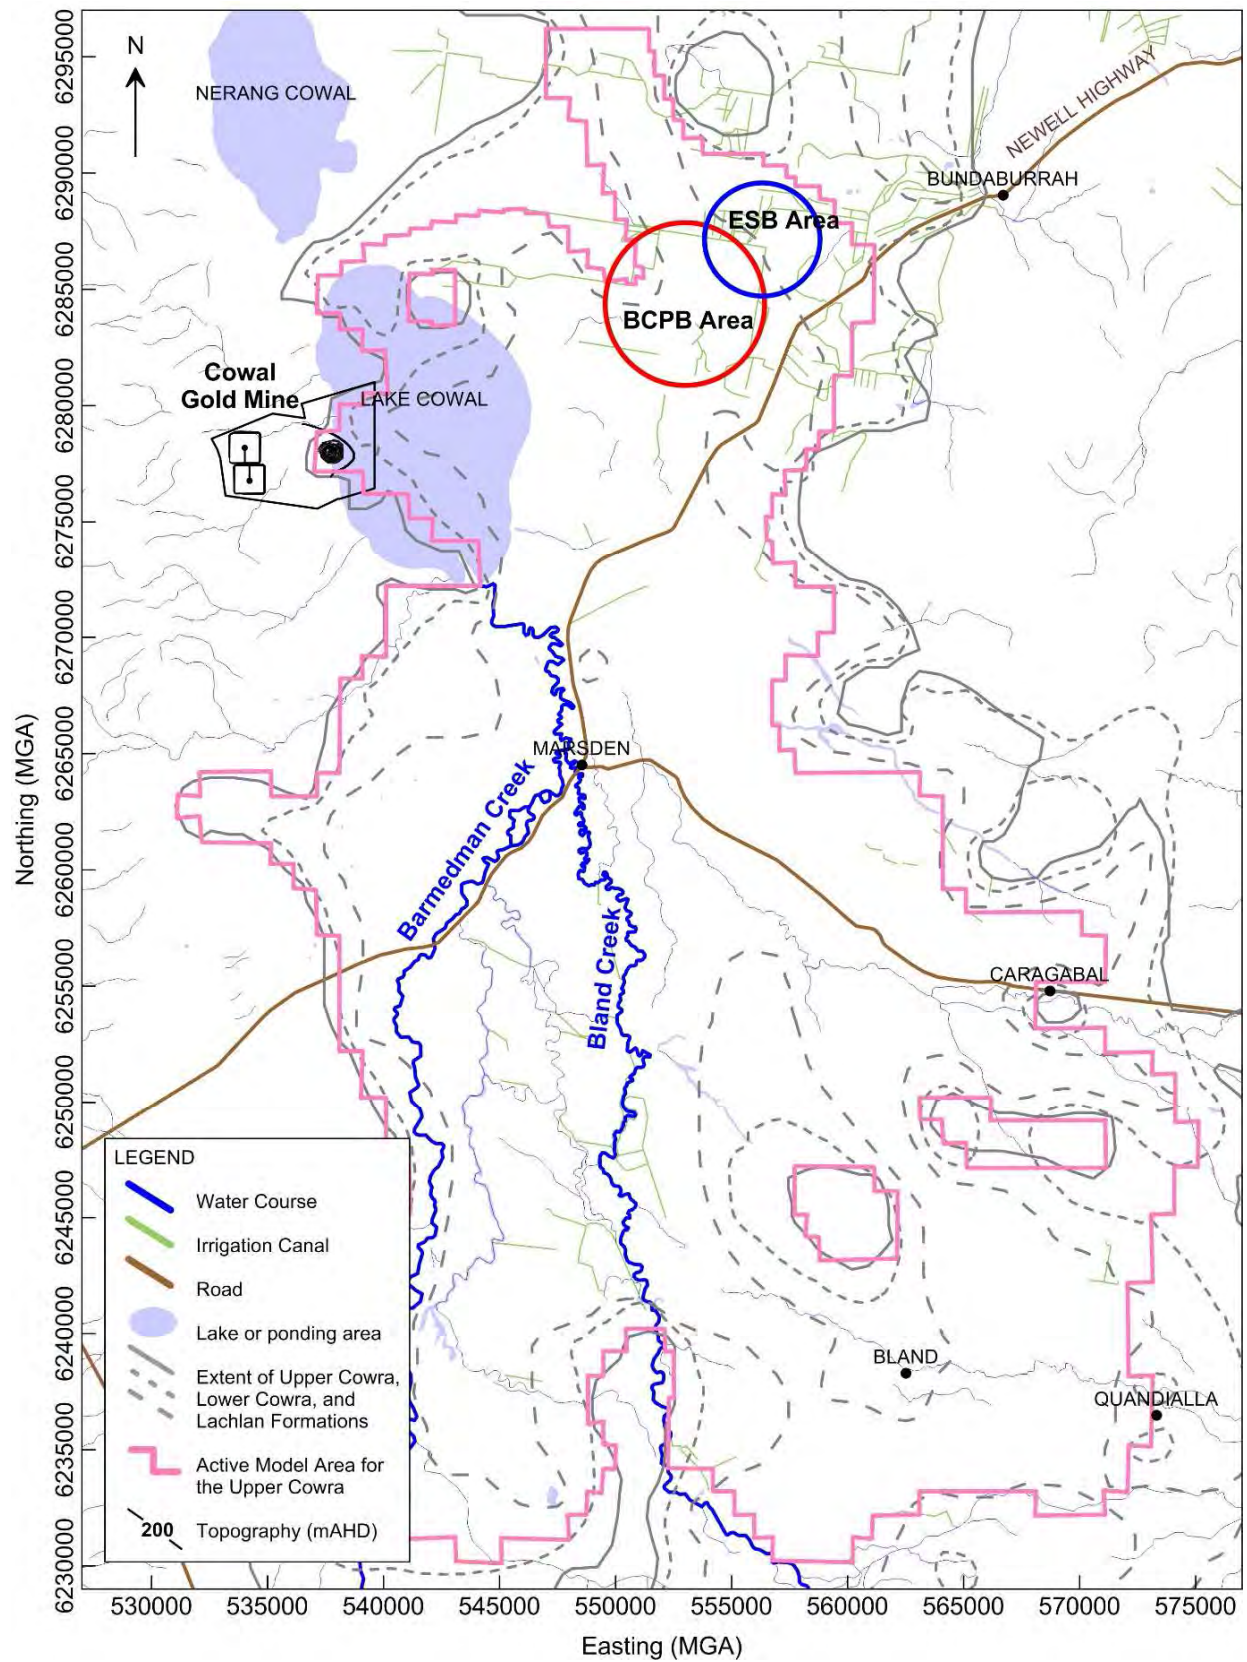 N
NERANG COWAL
NEWELL HIGHWAY
BUNDABURRAH
ESB Area
BCPB Area
Cowal
Gold Mine
LAKE COWAL
MARSDEN
Barmedman Creek
Bland Creek
CARAGABAL
BLAND
QUANDIALLA
LEGEND
Water Course
Irrigation Canal
Road
Lake or ponding area
Extent of Upper Cowra,
Lower Cowra, and
Lachlan Formations
Active Model Area for
the Upper Cowra
200 Topography (mAHD)
Northing (MGA)
6295000
6290000
6285000
6280000
6275000
6270000
6265000
6260000
6255000
6250000
6245000
6240000
6235000
6230000
530000 535000 540000 545000 550000 555000 560000 565000 570000 575000
Easting (MGA)